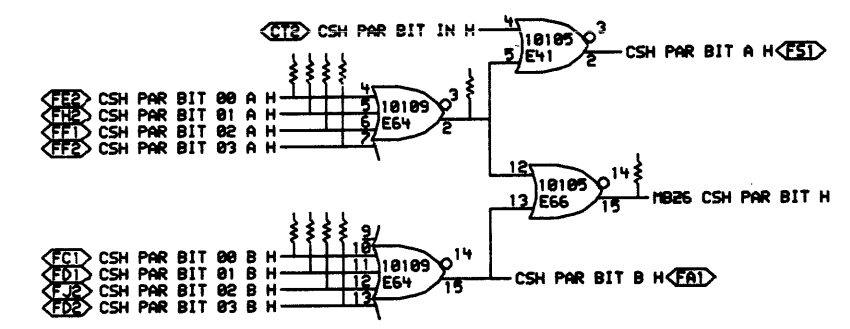 CT2 CSH PAR BIT IN H 4 3
10105
5 E41 2 CSH PAR BIT A H FS1
FE2 CSH PAR BIT 00 A H 4 3
FH2 CSH PAR BIT 01 A H 5 10109
FF1 CSH PAR BIT 02 A H 6 E64 2
FF2 CSH PAR BIT 03 A H 7
12 14
10105
13 E66 15 MB26 CSH PAR BIT H
9
FC1 CSH PAR BIT 00 B H 10 14
FD1 CSH PAR BIT 01 B H 11 10109
FJ2 CSH PAR BIT 02 B H 12 E64 15 CSH PAR BIT B H FA1
FD2 CSH PAR BIT 03 B H 13